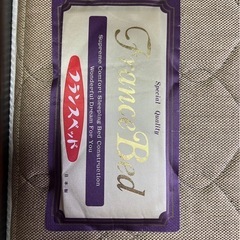 Special Quality
France Bed
Supreme Comfort Sleeping Bed Construction
Wonderful Dream For You
フランスベッド